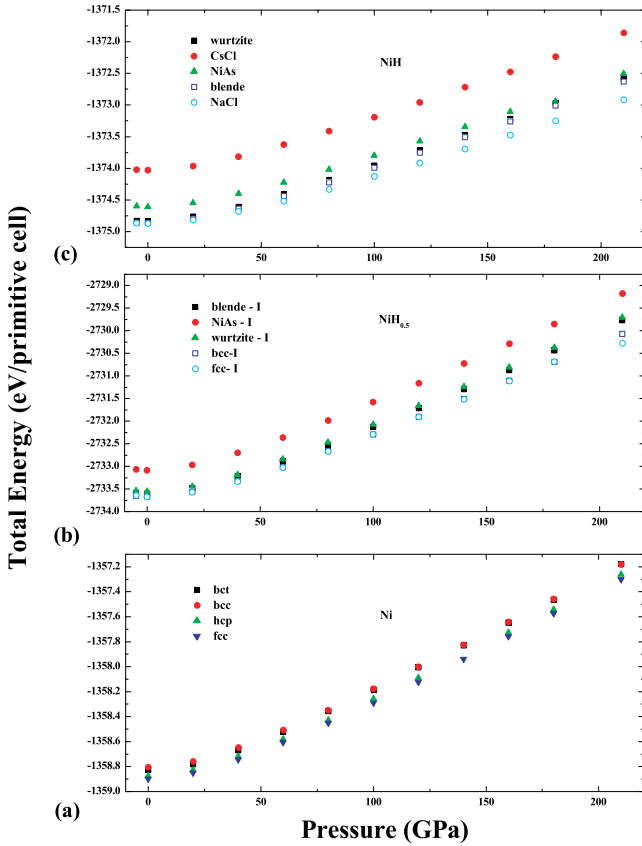 Total Energy (eV/primitive cell)
(c)
-1371.5
-1372.0
-1372.5
-1373.0
-1373.5
-1374.0
-1374.5
-1375.0
wurtzite
CsCl
NiAs
blende
NaCl
NiH
0 50 100 150 200
(b)
-2729.0
-2729.5
-2730.0
-2730.5
-2731.0
-2731.5
-2732.0
-2732.5
-2733.0
-2733.5
-2734.0
blende - I
NiAs - I
wurtzite - I
bcc-I
fcc- I
NiH0.5
0 50 100 150 200
(a)
-1357.2
-1357.4
-1357.6
-1357.8
-1358.0
-1358.2
-1358.4
-1358.6
-1358.8
-1359.0
bct
bcc
hcp
fcc
Ni
0 50 100 150 200
Pressure (GPa)